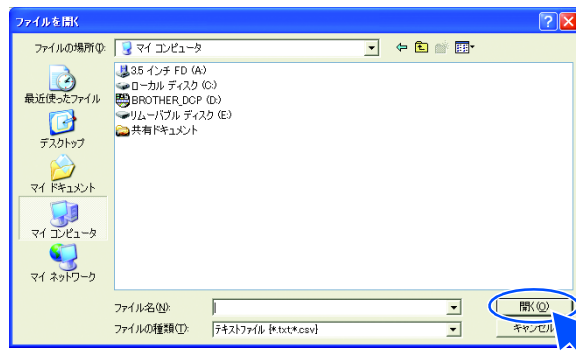 ファイルを開く
ファイルの場所(I):
マイ コンピュータ
最近使ったファイル
デスクトップ
マイ ドキュメント
マイ コンピュータ
マイ ネットワーク
3.5 インチ FD (A:)
ローカル ディスク (C:)
BROTHER_DCP (D:)
リムーバブル ディスク (E:)
共有ドキュメント
ファイル名(N):
開く(O)
ファイルの種類(T):
テキストファイル {*.txt;*.csv}
キャンセル